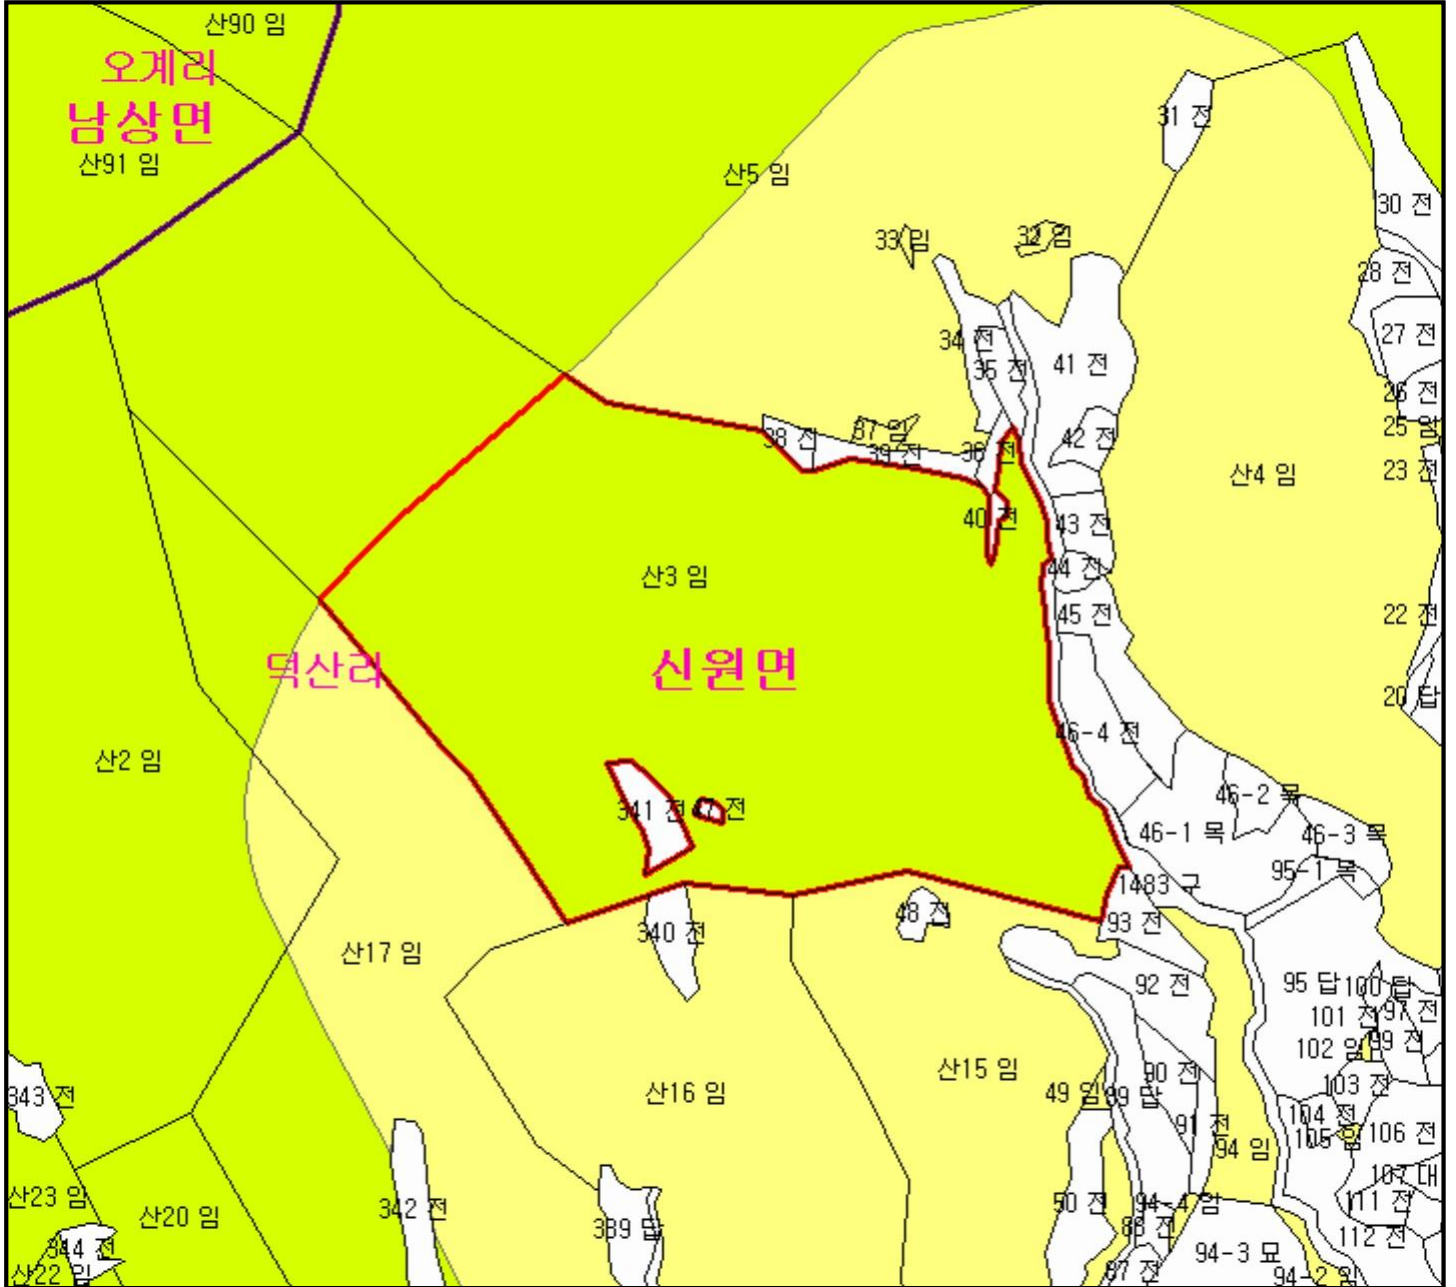 산90 임
오계리
남상면
산91 임
31 전
산5 임
30 전
33 임
32 임
28 전
27 전
34 전
35 전
41 전
26 전
25 임
37 임
42 전
38 전
39 전
36 전
산4 임
23 전
40 전
43 전
산3 임
44 전
45 전
22 전
덕산리
신원면
20 답
46-4 전
산2 임
46-2 목
341 전
47 전
46-1 목
46-3 목
95-1 목
1483 구
48 전
93 전
340 전
산17 임
92 전
95 답
100 답
101 전
97 전
102 임
99 전
산15 임
산16 임
90 전
49 임
89 답
103 전
343 전
104 전
105 임
106 전
91 전
94 임
107 대
산23 임
산20 임
342 전
339 답
50 전
94-4 임
111 전
88 전
112 전
344 전
94-3 묘
산22 임
87 전
94-2 임